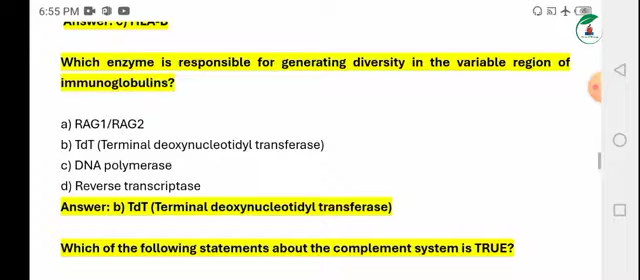 6:55 PM
Answer: c) HLA-B
Which enzyme is responsible for generating diversity in the variable region of
immunoglobulins?
a) RAG1/RAG2
b) TdT (Terminal deoxynucleotidyl transferase)
c) DNA polymerase
d) Reverse transcriptase
Answer: b) TdT (Terminal deoxynucleotidyl transferase)
Which of the following statements about the complement system is TRUE?